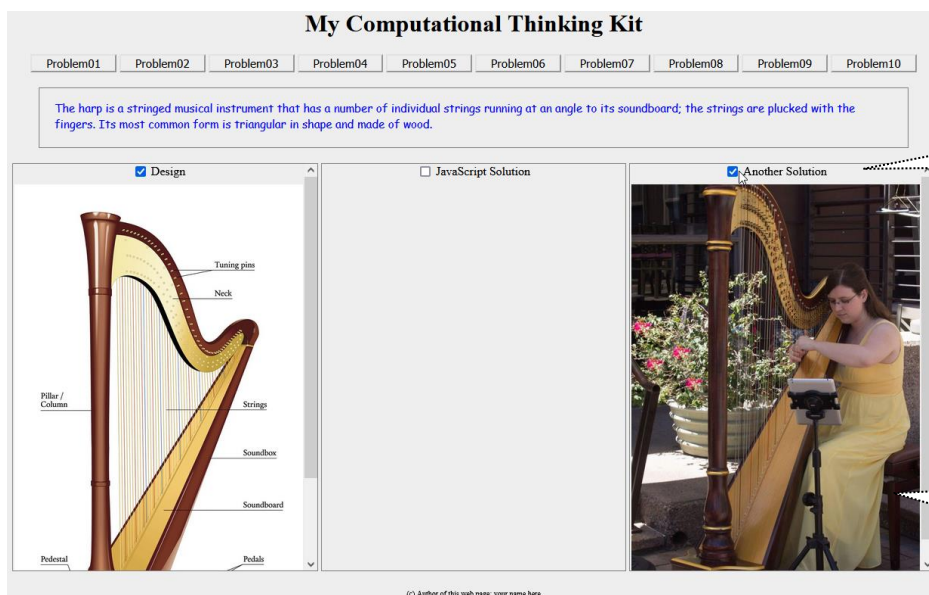 My Computational Thinking Kit
Problem01 Problem02 Problem03 Problem04 Problem05 Problem06 Problem07 Problem08 Problem09 Problem10
The harp is a stringed musical instrument that has a number of individual strings running at an angle to its soundboard; the strings are plucked with the
fingers. Its most common form is triangular in shape and made of wood.
Design
Tuning pins
Neck
Pillar /
Column
Strings
Soundbox
Soundboard
Pedestal
Pedals
JavaScript Solution
Another Solution
(c) Author of this web page: your name here